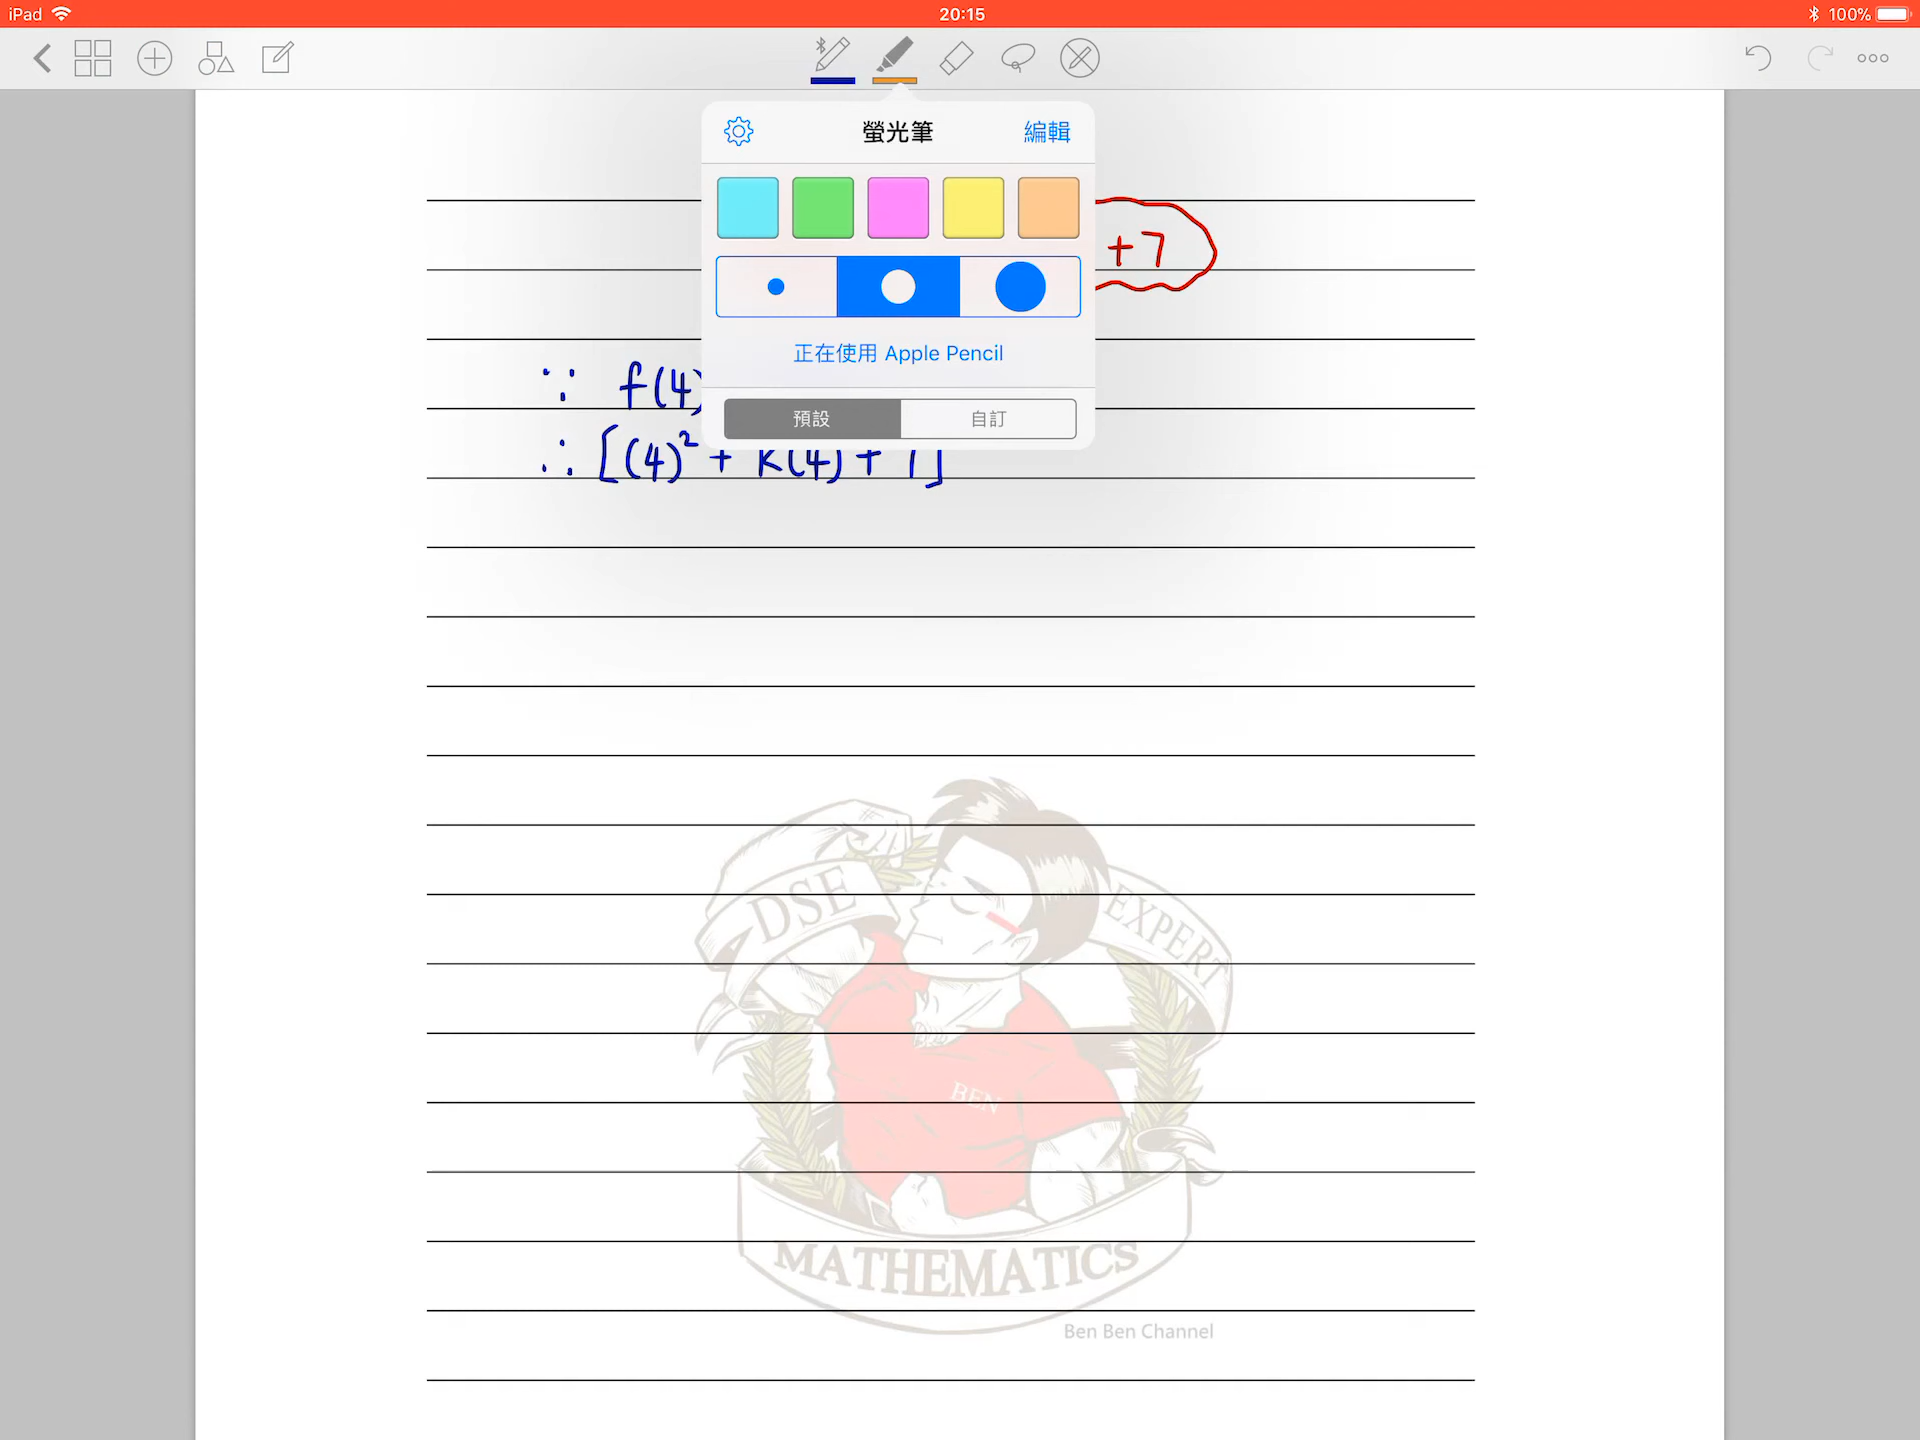 iPad 20:15 100%
螢光筆 編輯
+7
正在使用 Apple Pencil
∵ f(4)
預設 自訂
∴ [(4)² + k(4) + 1]
DSE EXPERT
BEN
MATHEMATICS
Ben Ben Channel